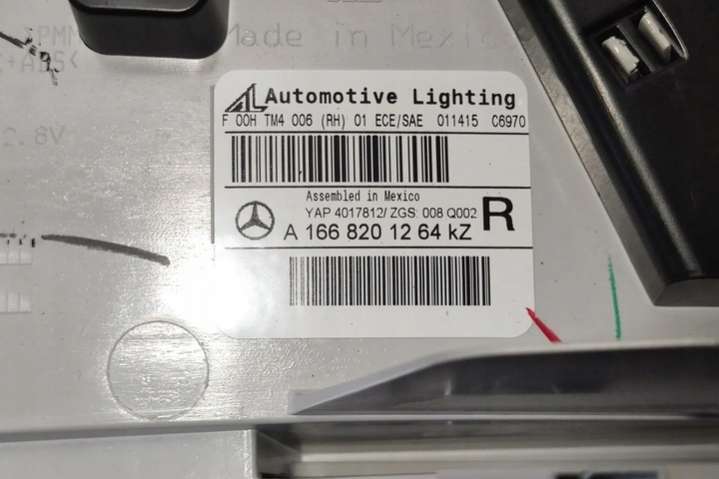 Made in Mexico
2.8V
AL Automotive Lighting
F 00H TM4 006 (RH) 01 ECE/SAE 011415 C6970
Assembled in Mexico
YAP 4017812/ ZGS: 008 Q002
R
A 166 820 12 64 kZ